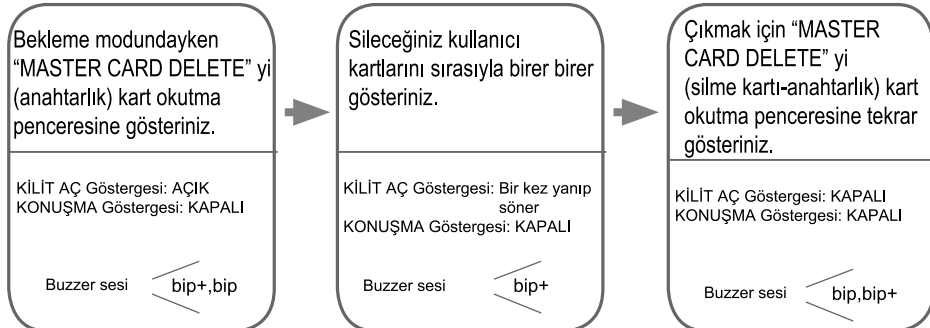 Bekleme modundayken
“MASTER CARD DELETE” yi
(anahtarlık) kart okutma
penceresine gösteriniz.
KİLİT AÇ Göstergesi: AÇIK
KONUŞMA Göstergesi: KAPALI
Buzzer sesi
bip+,bip
Sileceğiniz kullanıcı
kartlarını sırasıyla birer birer
gösteriniz.
KİLİT AÇ Göstergesi: Bir kez yanıp
söner
KONUŞMA Göstergesi: KAPALI
Buzzer sesi
bip+
Çıkmak için “MASTER
CARD DELETE” yi
(silme kartı-anahtarlık) kart
okutma penceresine tekrar
gösteriniz.
KİLİT AÇ Göstergesi: KAPALI
KONUŞMA Göstergesi: KAPALI
Buzzer sesi
bip,bip+